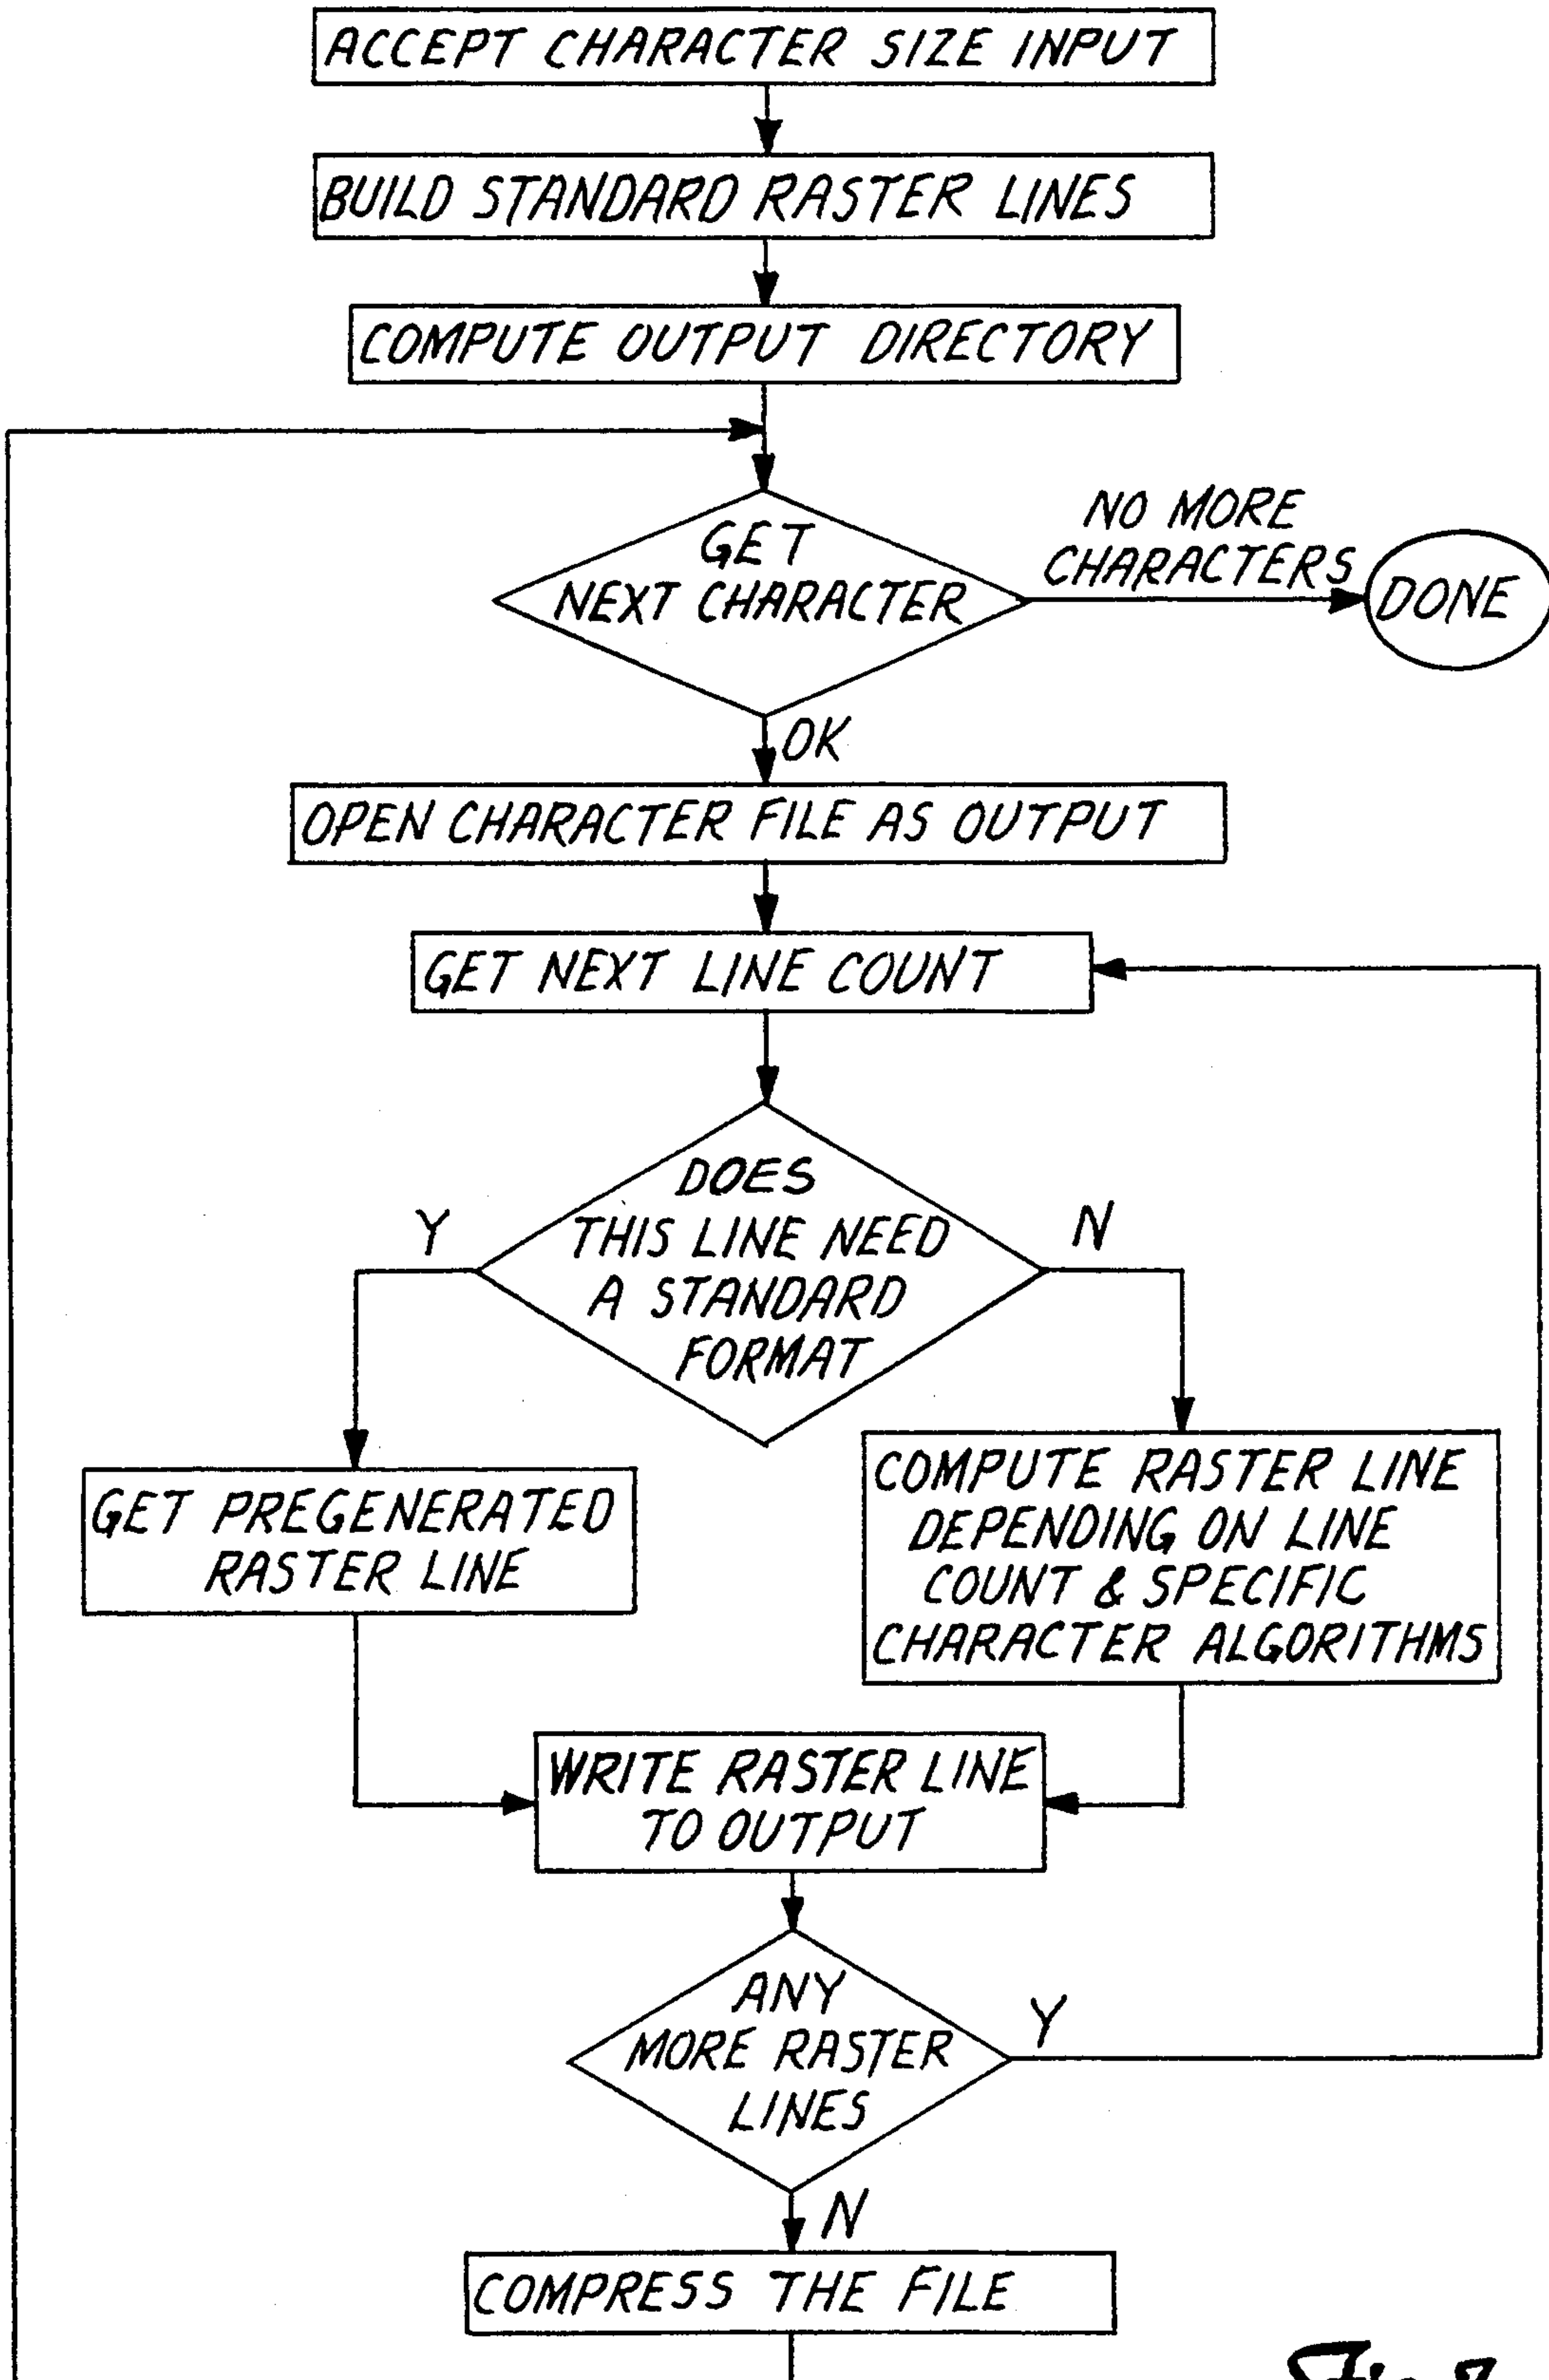 ACCEPT CHARACTER SIZE INPUT
BUILD STANDARD RASTER LINES
COMPUTE OUTPUT DIRECTORY
GET
NEXT CHARACTER
NO MORE
CHARACTERS
DONE
OK
OPEN CHARACTER FILE AS OUTPUT
GET NEXT LINE COUNT
DOES
THIS LINE NEED
A STANDARD
FORMAT
Y
N
GET PREGENERATED
RASTER LINE
COMPUTE RASTER LINE
DEPENDING ON LINE
COUNT & SPECIFIC
CHARACTER ALGORITHMS
WRITE RASTER LINE
TO OUTPUT
ANY
MORE RASTER
LINES
Y
N
COMPRESS THE FILE